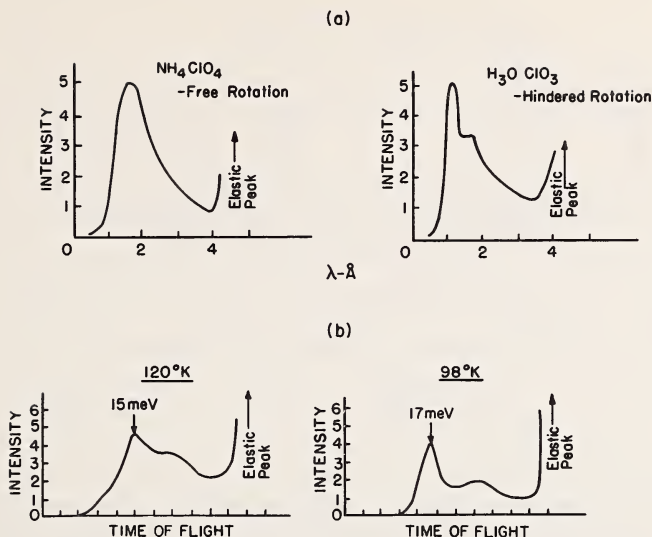 (a)
NH₄ClO₄
-Free Rotation
INTENSITY
5
4
3
2
1
0
2
4
Elastic
Peak
H₃O ClO₃
-Hindered Rotation
INTENSITY
5
4
3
2
1
0
2
4
Elastic
Peak
λ-Å
(b)
120°K
15meV
INTENSITY
6
5
4
3
2
1
0
Elastic
Peak
TIME OF FLIGHT
98°K
17meV
INTENSITY
6
5
4
3
2
1
0
Elastic
Peak
TIME OF FLIGHT